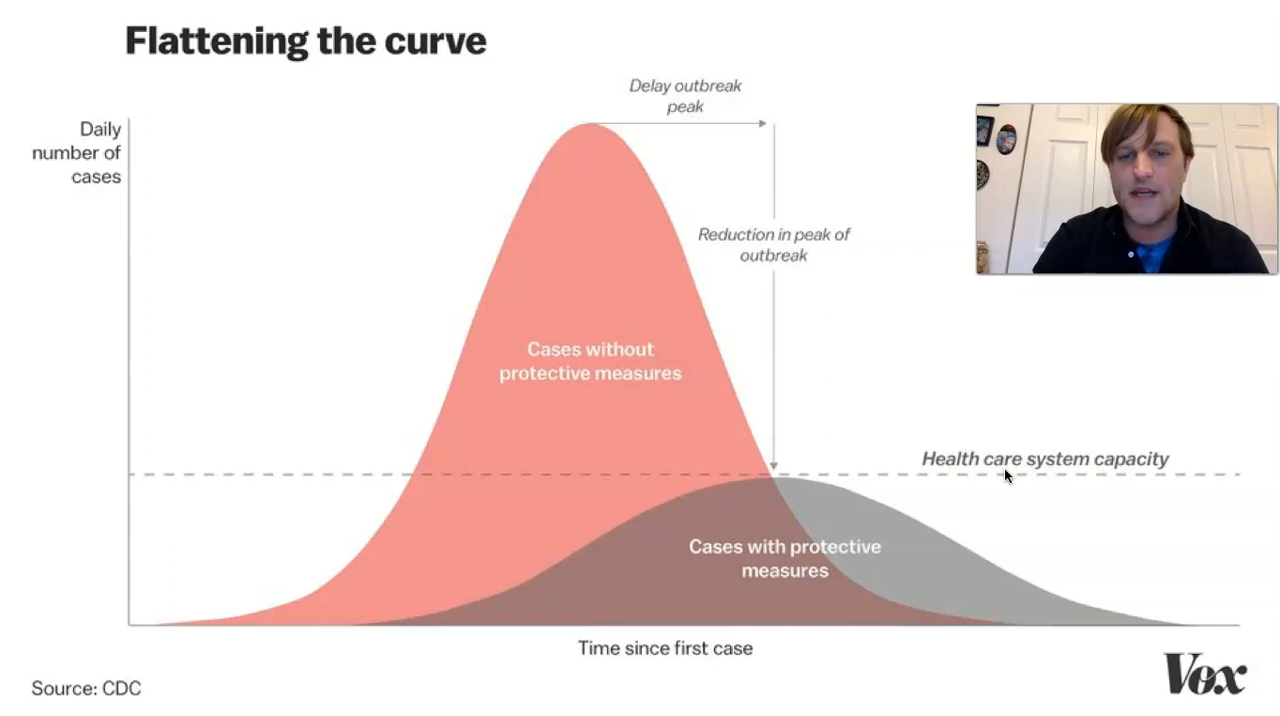 Flattening the curve
Delay outbreak
peak
Daily
number of
cases
Reduction in peak of
outbreak
Cases without
protective measures
Health care system capacity
Cases with protective
measures
Time since first case
Source: CDC
Vox